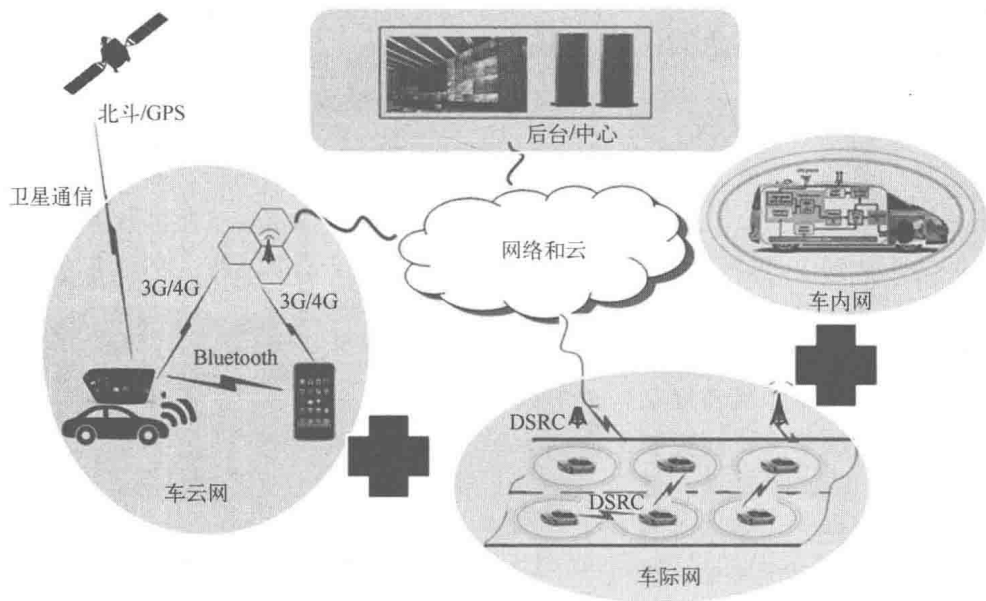 北斗/GPS
后台/中心
卫星通信
网络和云
3G/4G
3G/4G
车内网
Bluetooth
DSRC
车云网
DSRC
车际网